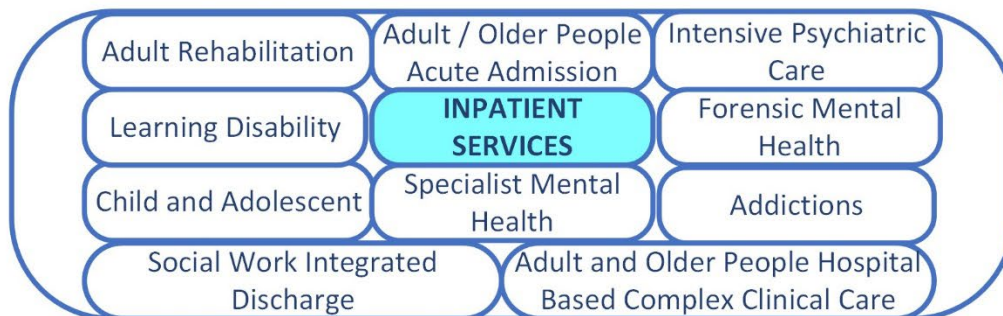 Adult Rehabilitation
Adult / Older People
Acute Admission
Intensive Psychiatric
Care
Learning Disability
INPATIENT
SERVICES
Forensic Mental
Health
Child and Adolescent
Specialist Mental
Health
Addictions
Social Work Integrated
Discharge
Adult and Older People Hospital
Based Complex Clinical Care